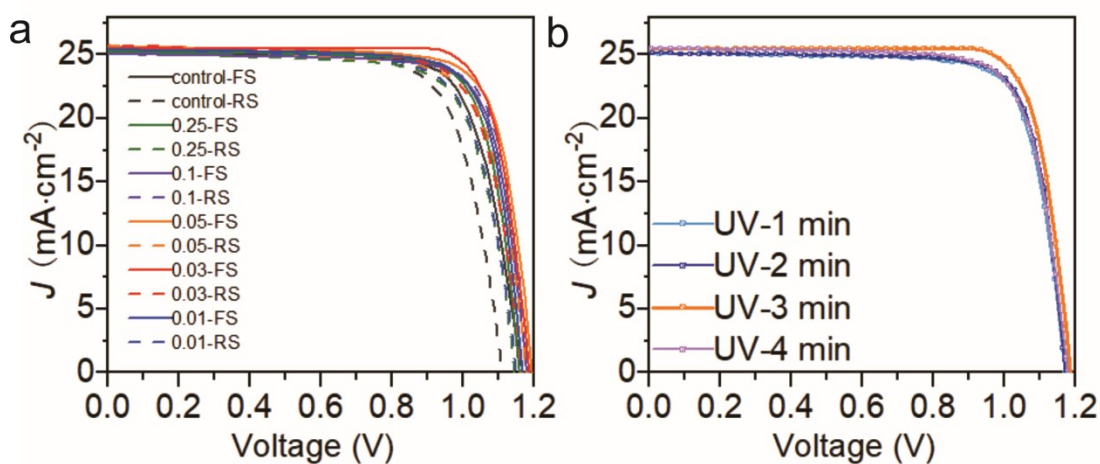 a
J (mA·cm⁻²)
25
20
15
10
5
0
control-FS
control-RS
0.25-FS
0.25-RS
0.1-FS
0.1-RS
0.05-FS
0.05-RS
0.03-FS
0.03-RS
0.01-FS
0.01-RS
0.0 0.2 0.4 0.6 0.8 1.0 1.2
Voltage (V)
b
J (mA·cm⁻²)
25
20
15
10
5
0
UV-1 min
UV-2 min
UV-3 min
UV-4 min
0.0 0.2 0.4 0.6 0.8 1.0 1.2
Voltage (V)